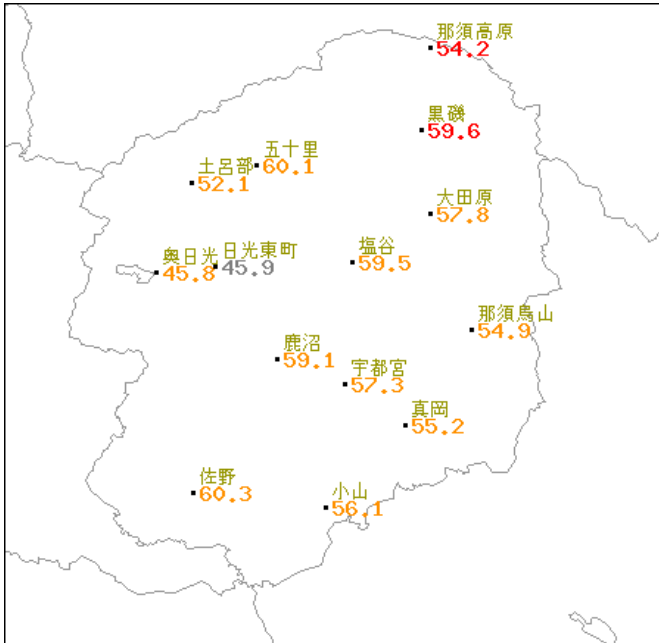 那須高原
54.2
黒磯
59.6
五十里
60.1
土呂部
52.1
大田原
57.8
日光東町
45.9
奥日光
45.8
塩谷
59.5
那須烏山
54.9
鹿沼
59.1
宇都宮
57.3
真岡
55.2
佐野
60.3
小山
56.1